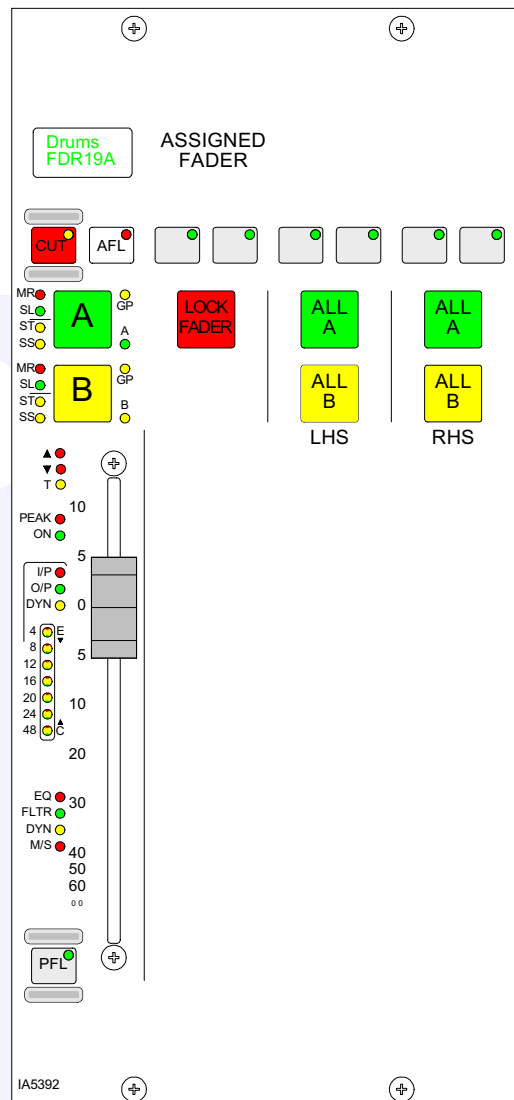 Drums
FDR19A
ASSIGNED
FADER
CUT
AFL
MR
SL
ST
SS
A
GP
A
LOCK
FADER
ALL
A
ALL
A
MR
SL
ST
SS
B
GP
B
ALL
B
ALL
B
LHS
RHS
T
PEAK
ON
I/P
O/P
DYN
4 E
8
12
16
20
24
48 C
10
5
0
5
10
20
30
40
50
60
00
EQ
FLTR
DYN
M/S
PFL
IA5392